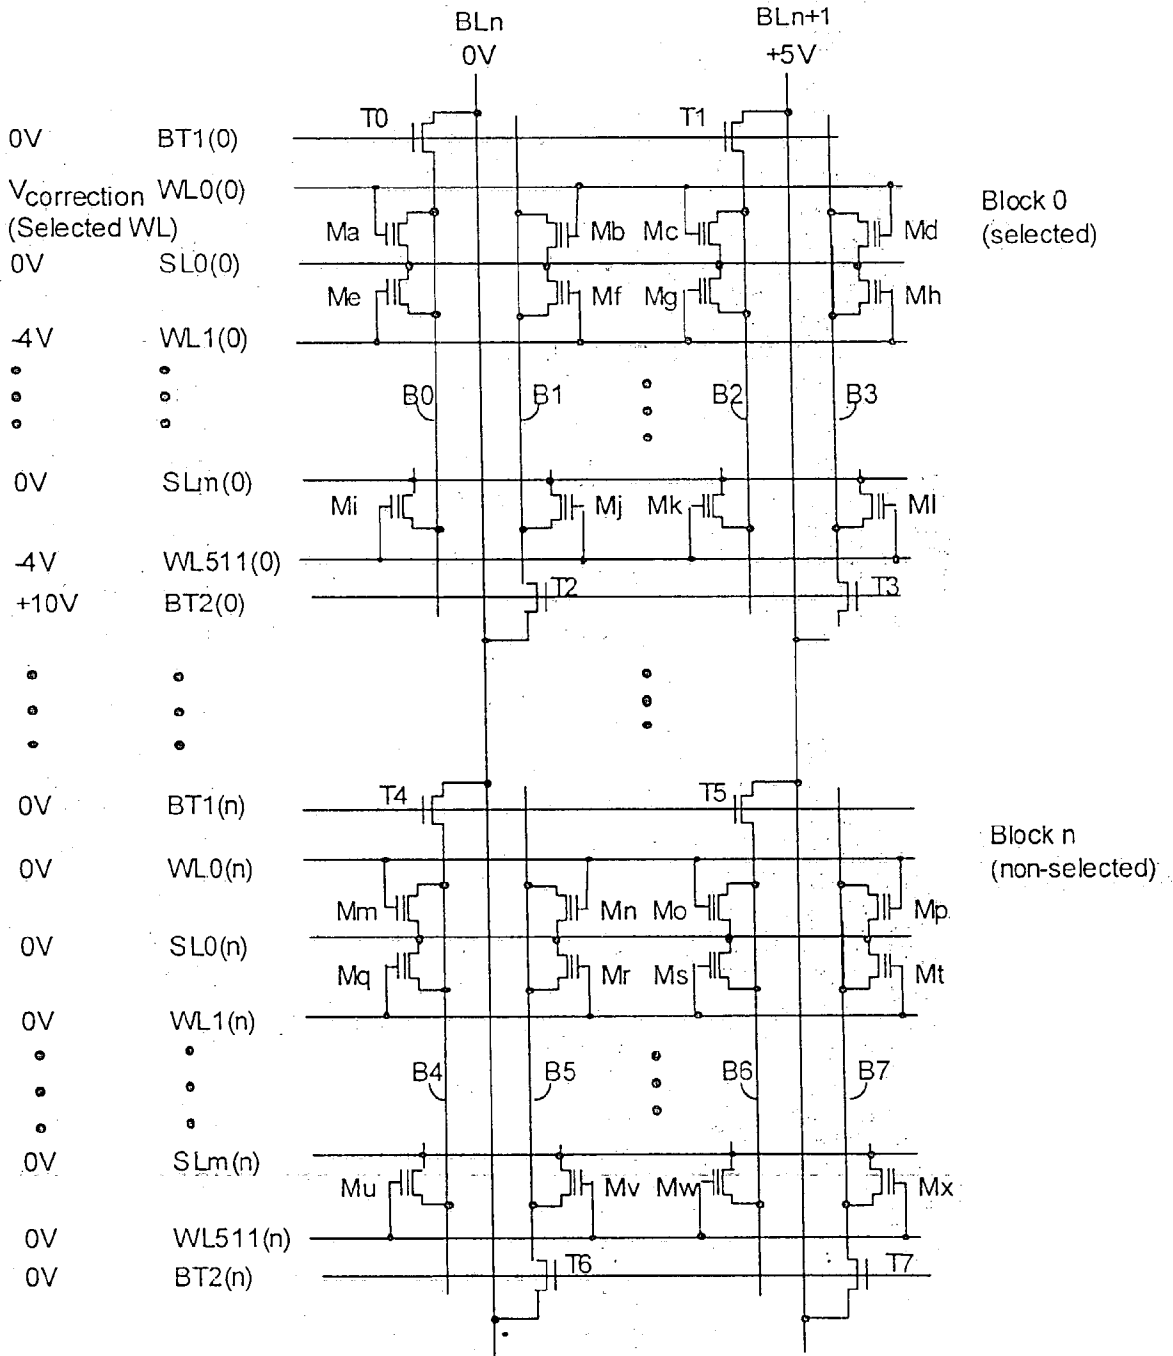 BLn BLn+1
0V +5V
T0 T1
0V BT1(0)
Vcorrection WL0(0) Block 0
(Selected WL) Ma Mb Mc Md (selected)
0V SL0(0)
Me Mf Mg Mh
-4V WL1(0)
B0 B1 B2 B3
0V SLm(0)
Mi Mj Mk Ml
-4V WL511(0)
T2 T3
+10V BT2(0)
T4 T5
0V BT1(n)
Block n
0V WL0(n) (non-selected)
Mm Mn Mo Mp
0V SL0(n)
Mq Mr Ms Mt
0V WL1(n)
B4 B5 B6 B7
0V SLm(n)
Mu Mv Mw Mx
0V WL511(n)
T6 T7
0V BT2(n)